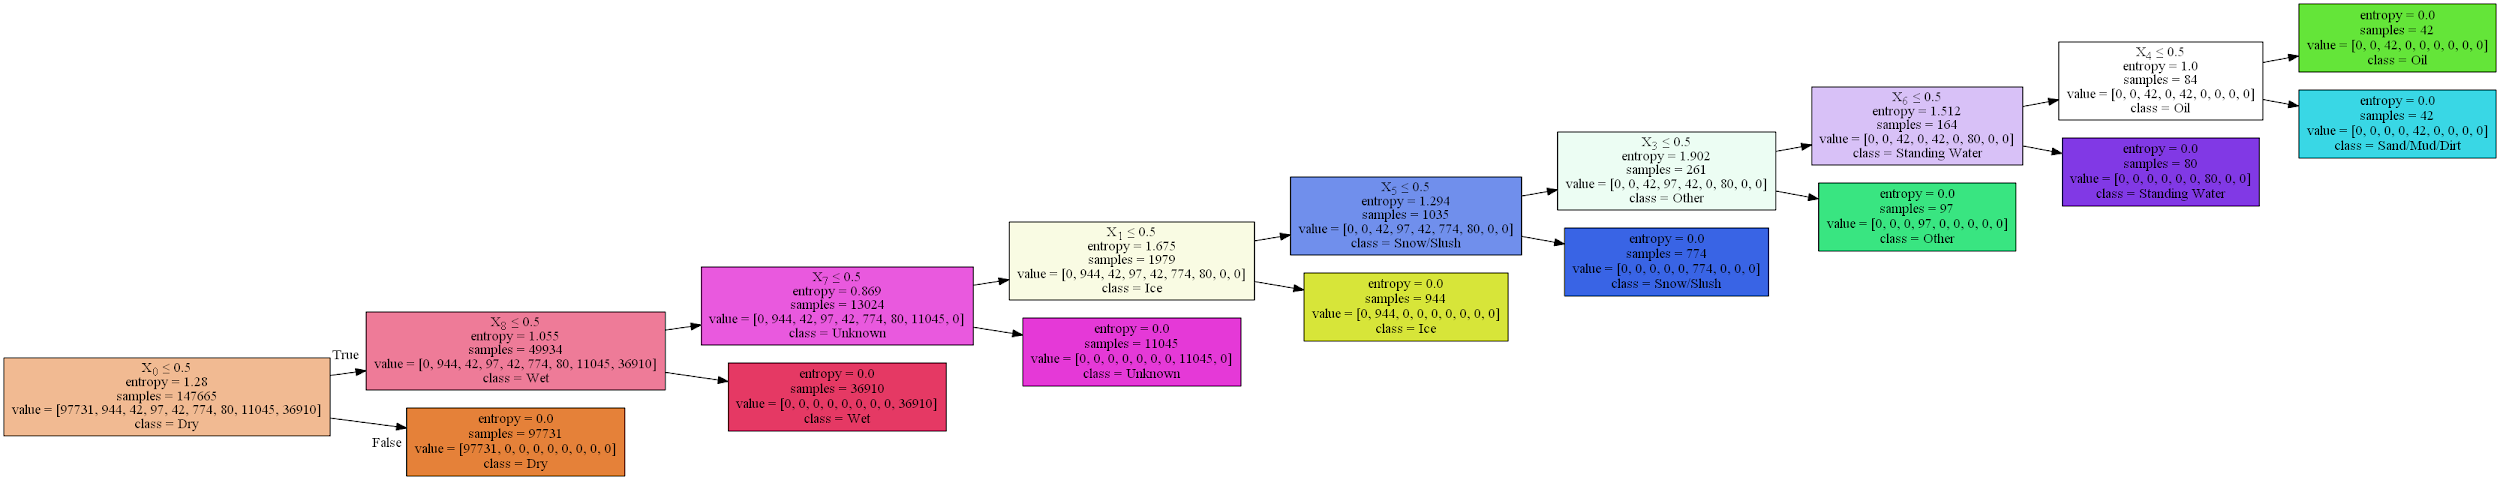 X0 ≤ 0.5
entropy = 1.28
samples = 147665
value = [97731, 944, 42, 97, 42, 774, 80, 11045, 36910]
class = Dry
True
False
X8 ≤ 0.5
entropy = 1.055
samples = 49934
value = [0, 944, 42, 97, 42, 774, 80, 11045, 36910]
class = Wet
entropy = 0.0
samples = 97731
value = [97731, 0, 0, 0, 0, 0, 0, 0, 0]
class = Dry
X7 ≤ 0.5
entropy = 0.869
samples = 13024
value = [0, 944, 42, 97, 42, 774, 80, 11045, 0]
class = Unknown
entropy = 0.0
samples = 36910
value = [0, 0, 0, 0, 0, 0, 0, 0, 36910]
class = Wet
X1 ≤ 0.5
entropy = 1.675
samples = 1979
value = [0, 944, 42, 97, 42, 774, 80, 0, 0]
class = Ice
entropy = 0.0
samples = 11045
value = [0, 0, 0, 0, 0, 0, 0, 11045, 0]
class = Unknown
X5 ≤ 0.5
entropy = 1.294
samples = 1035
value = [0, 0, 42, 97, 42, 774, 80, 0, 0]
class = Snow/Slush
entropy = 0.0
samples = 944
value = [0, 944, 0, 0, 0, 0, 0, 0, 0]
class = Ice
X3 ≤ 0.5
entropy = 1.902
samples = 261
value = [0, 0, 42, 97, 42, 0, 80, 0, 0]
class = Other
entropy = 0.0
samples = 774
value = [0, 0, 0, 0, 0, 774, 0, 0, 0]
class = Snow/Slush
X6 ≤ 0.5
entropy = 1.512
samples = 164
value = [0, 0, 42, 0, 42, 0, 80, 0, 0]
class = Standing Water
entropy = 0.0
samples = 97
value = [0, 0, 0, 97, 0, 0, 0, 0, 0]
class = Other
X4 ≤ 0.5
entropy = 1.0
samples = 84
value = [0, 0, 42, 0, 42, 0, 0, 0, 0]
class = Oil
entropy = 0.0
samples = 80
value = [0, 0, 0, 0, 0, 0, 80, 0, 0]
class = Standing Water
entropy = 0.0
samples = 42
value = [0, 0, 42, 0, 0, 0, 0, 0, 0]
class = Oil
entropy = 0.0
samples = 42
value = [0, 0, 0, 0, 42, 0, 0, 0, 0]
class = Sand/Mud/Dirt